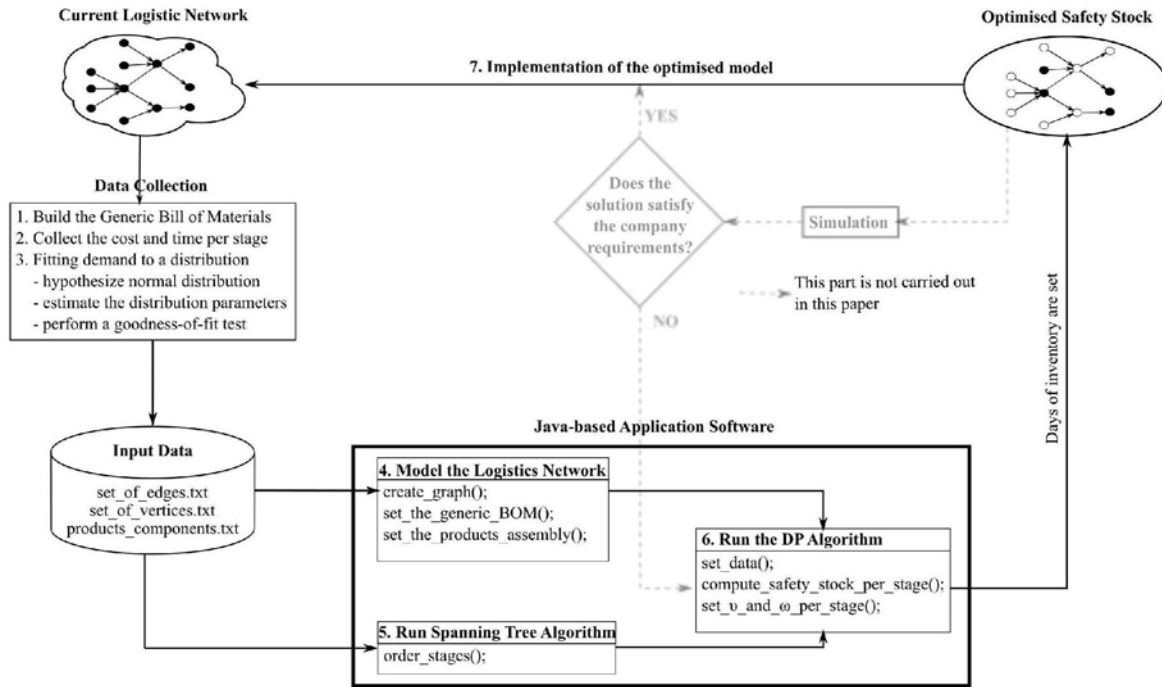 Current Logistic Network
Optimised Safety Stock
7. Implementation of the optimised model
YES
Data Collection
1. Build the Generic Bill of Materials
2. Collect the cost and time per stage
3. Fitting demand to a distribution
- hypothesize normal distribution
- estimate the distribution parameters
- perform a goodness-of-fit test
Does the
solution satisfy
the company
requirements?
Simulation
This part is not carried out
in this paper
NO
Days of inventory are set
Java-based Application Software
Input Data
set_of_edges.txt
set_of_vertices.txt
products_components.txt
4. Model the Logistics Network
create_graph();
set_the_generic_BOM();
set_the_products_assembly();
6. Run the DP Algorithm
set_data();
compute_safety_stock_per_stage();
set_υ_and_ω_per_stage();
5. Run Spanning Tree Algorithm
order_stages();